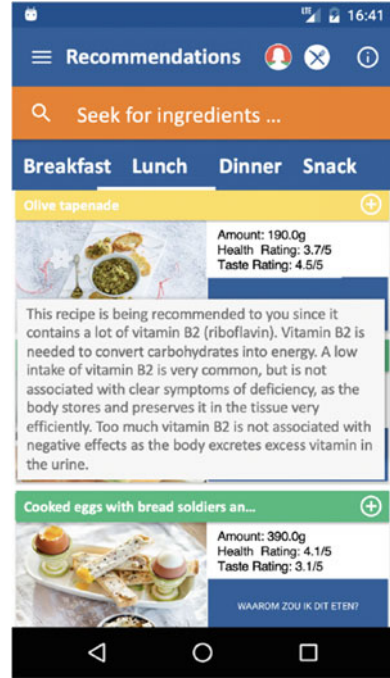 LTE 16:41
Recommendations
Seek for ingredients ...
Breakfast Lunch Dinner Snack
Olive tapenade
Amount: 190.0g
Health Rating: 3.7/5
Taste Rating: 4.5/5
This recipe is being recommended to you since it
contains a lot of vitamin B2 (riboflavin). Vitamin B2 is
needed to convert carbohydrates into energy. A low
intake of vitamin B2 is very common, but is not
associated with clear symptoms of deficiency, as the
body stores and preserves it in the tissue very
efficiently. Too much vitamin B2 is not associated with
negative effects as the body excretes excess vitamin in
the urine.
Cooked eggs with bread soldiers an...
Amount: 390.0g
Health Rating: 4.1/5
Taste Rating: 3.1/5
WAAROM ZOU IK DIT ETEN?